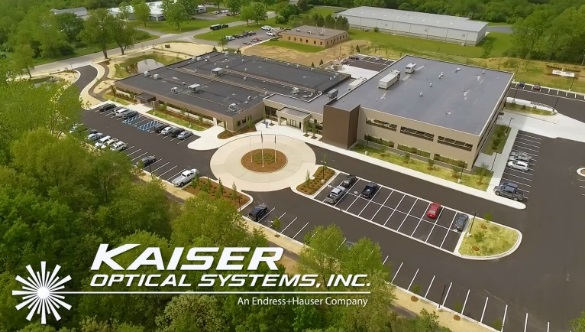 KAISER
OPTICAL SYSTEMS, INC.
An Endress+Hauser Company